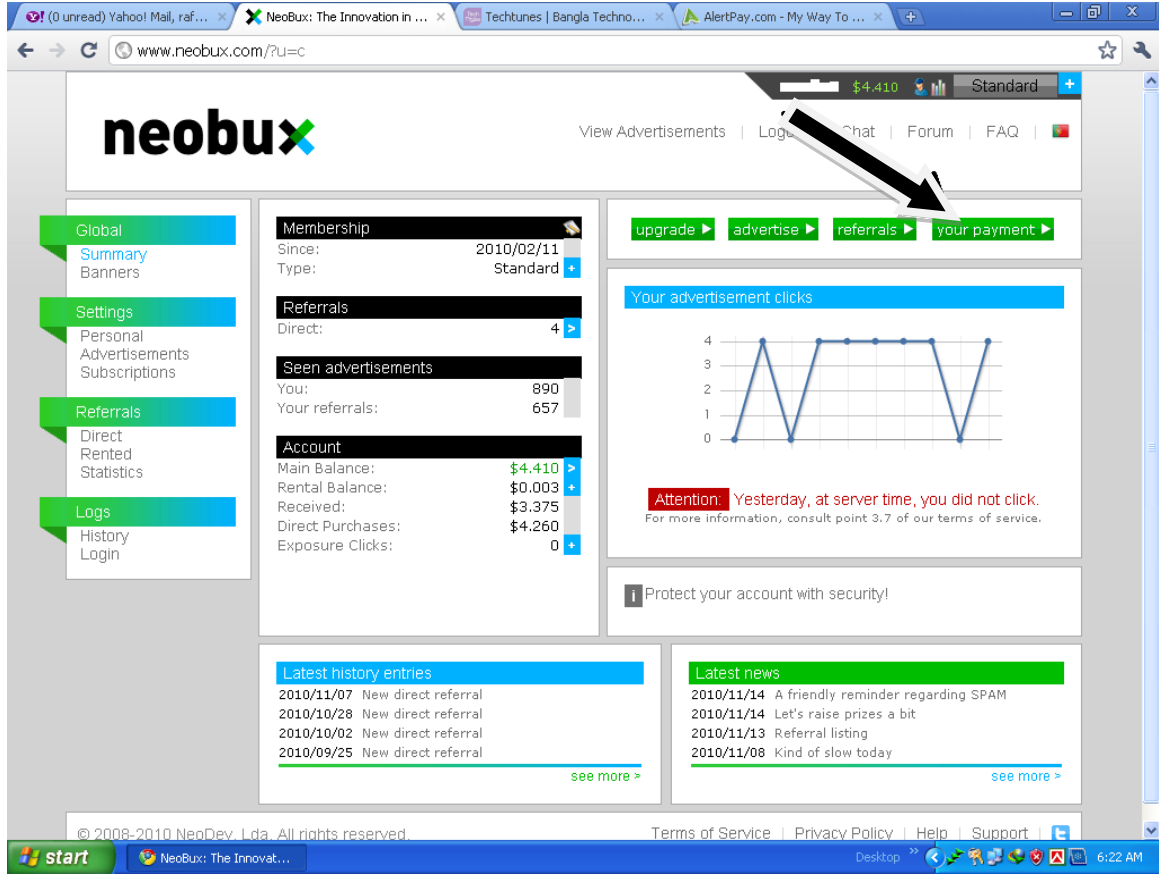 (0 unread) Yahoo! Mail, raf...
NeoBux: The Innovation in ...
Techtunes | Bangla Techno...
AlertPay.com - My Way To ...
www.neobux.com/?u=c
$4.410 Standard +
neobux
View Advertisements | Chat | Forum | FAQ |
Global
Summary
Banners
Settings
Personal
Advertisements
Subscriptions
Referrals
Direct
Rented
Statistics
Logs
History
Login
Membership
Since: 2010/02/11
Type: Standard +
Referrals
Direct: 4 >
Seen advertisements
You: 890
Your referrals: 657
Account
Main Balance: $4.410 >
Rental Balance: $0.003 +
Received: $3.375
Direct Purchases: $4.260
Exposure Clicks: 0 +
upgrade advertise referrals your payment
Your advertisement clicks
4
3
2
1
0
Attention: Yesterday, at server time, you did not click.
For more information, consult point 3.7 of our terms of service.
i Protect your account with security!
Latest history entries
2010/11/07 New direct referral
2010/10/28 New direct referral
2010/10/02 New direct referral
2010/09/25 New direct referral
see more >
Latest news
2010/11/14 A friendly reminder regarding SPAM
2010/11/14 Let's raise prizes a bit
2010/11/13 Referral listing
2010/11/08 Kind of slow today
see more >
© 2008-2010 NeoDev, Lda. All rights reserved.
Terms of Service | Privacy Policy | Help | Support |
start NeoBux: The Innovat... Desktop » 6:22 AM